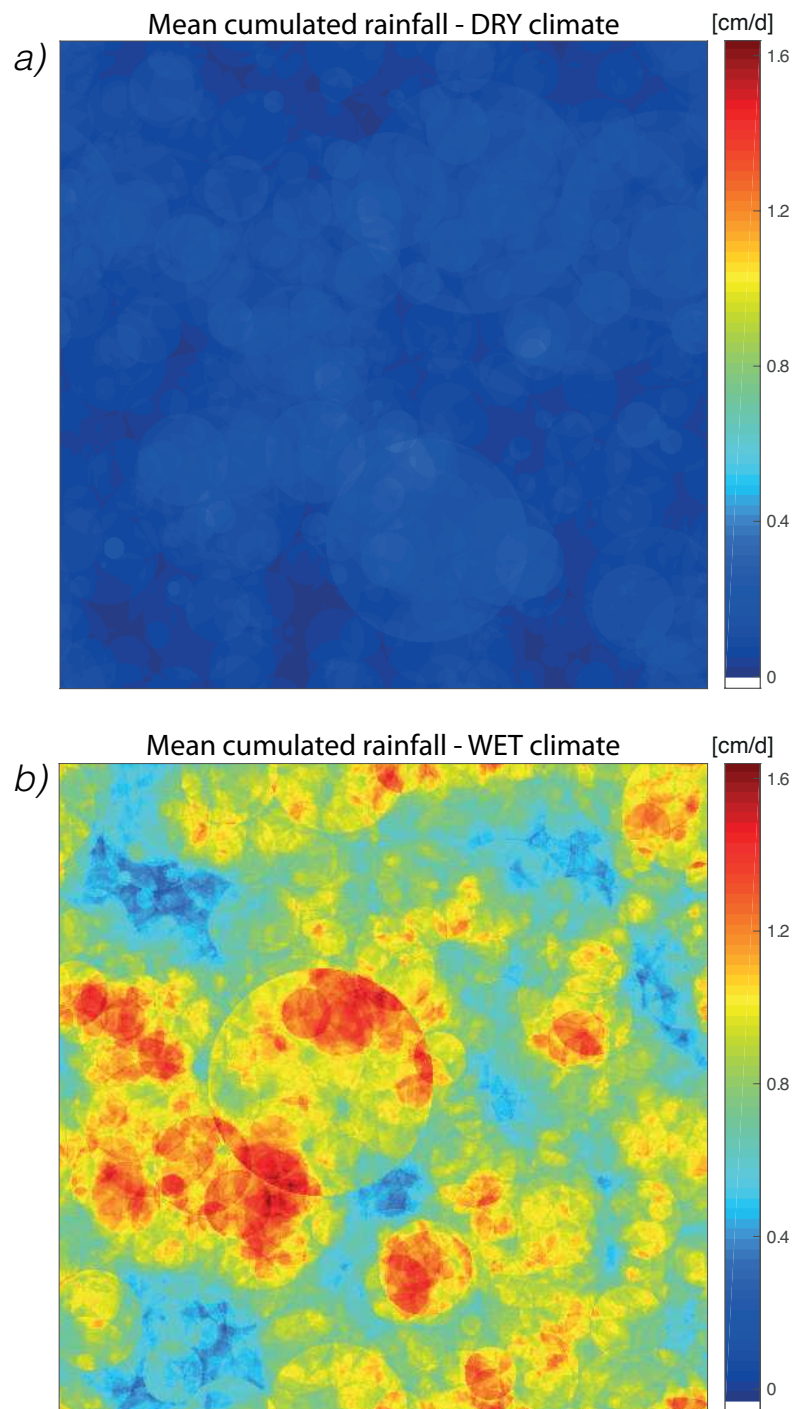 Mean cumulated rainfall - DRY climate
[cm/d]
a)
1.6
1.2
0.8
0.4
0
Mean cumulated rainfall - WET climate
[cm/d]
b)
1.6
1.2
0.8
0.4
0